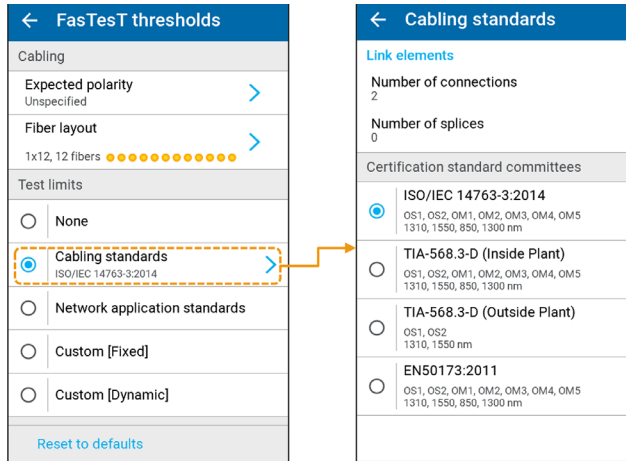 FasTesT thresholds
Cabling
Expected polarity
Unspecified
Fiber layout
1x12, 12 fibers
Test limits
None
Cabling standards
ISO/IEC 14763-3:2014
Network application standards
Custom [Fixed]
Custom [Dynamic]
Reset to defaults
Cabling standards
Link elements
Number of connections
2
Number of splices
0
Certification standard committees
ISO/IEC 14763-3:2014
OS1, OS2, OM1, OM2, OM3, OM4, OM5
1310, 1550, 850, 1300 nm
TIA-568.3-D (Inside Plant)
OS1, OS2, OM1, OM2, OM3, OM4, OM5
1310, 1550, 850, 1300 nm
TIA-568.3-D (Outside Plant)
OS1, OS2
1310, 1550 nm
EN50173:2011
OS1, OS2, OM1, OM2, OM3, OM4, OM5
1310, 1550, 850, 1300 nm